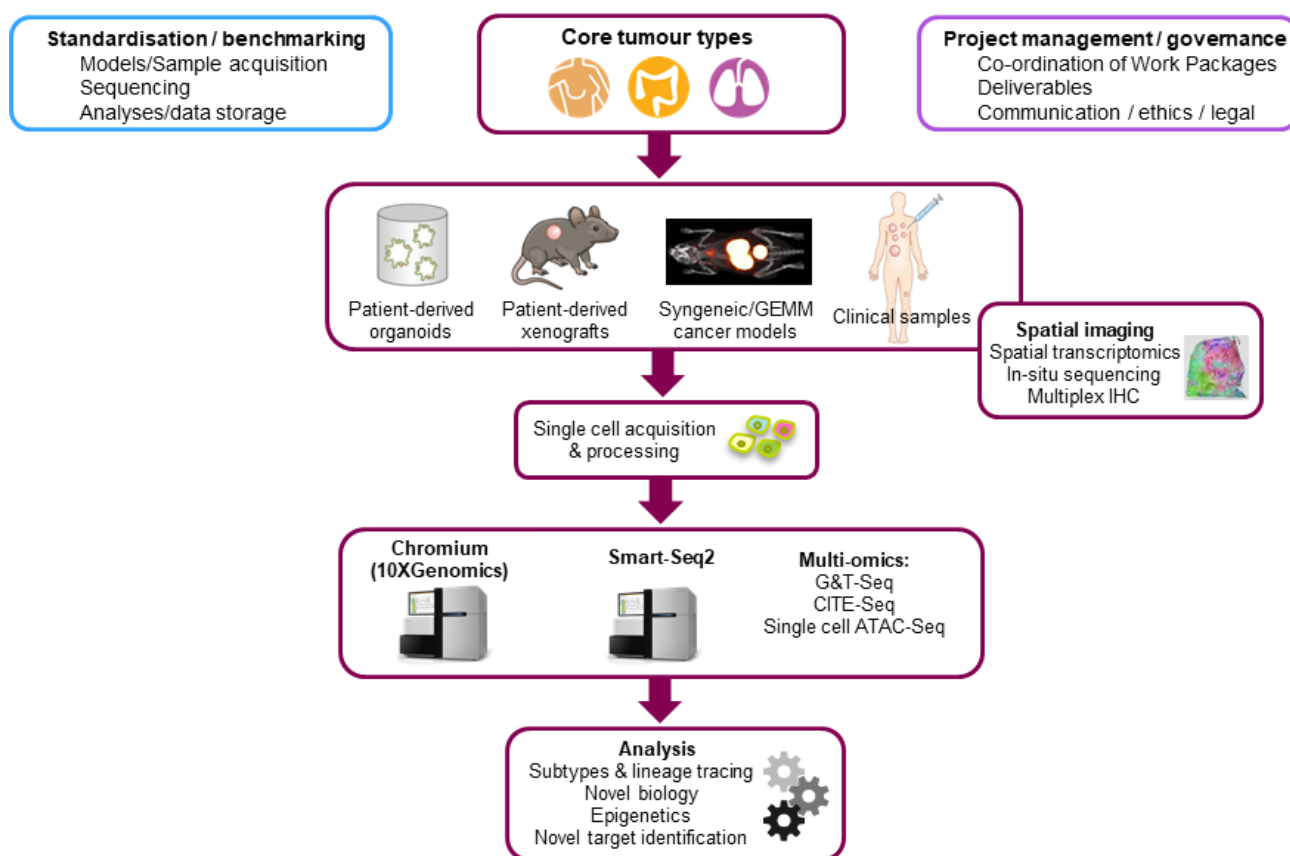 Standardisation / benchmarking
Models/Sample acquisition
Sequencing
Analyses/data storage
Core tumour types
Project management / governance
Co-ordination of Work Packages
Deliverables
Communication / ethics / legal
Patient-derived
organoids
Patient-derived
xenografts
Syngeneic/GEMM
cancer models
Clinical samples
Spatial imaging
Spatial transcriptomics
In-situ sequencing
Multiplex IHC
Single cell acquisition
& processing
Chromium
(10XGenomics)
Smart-Seq2
Multi-omics:
G&T-Seq
CITE-Seq
Single cell ATAC-Seq
Analysis
Subtypes & lineage tracing
Novel biology
Epigenetics
Novel target identification